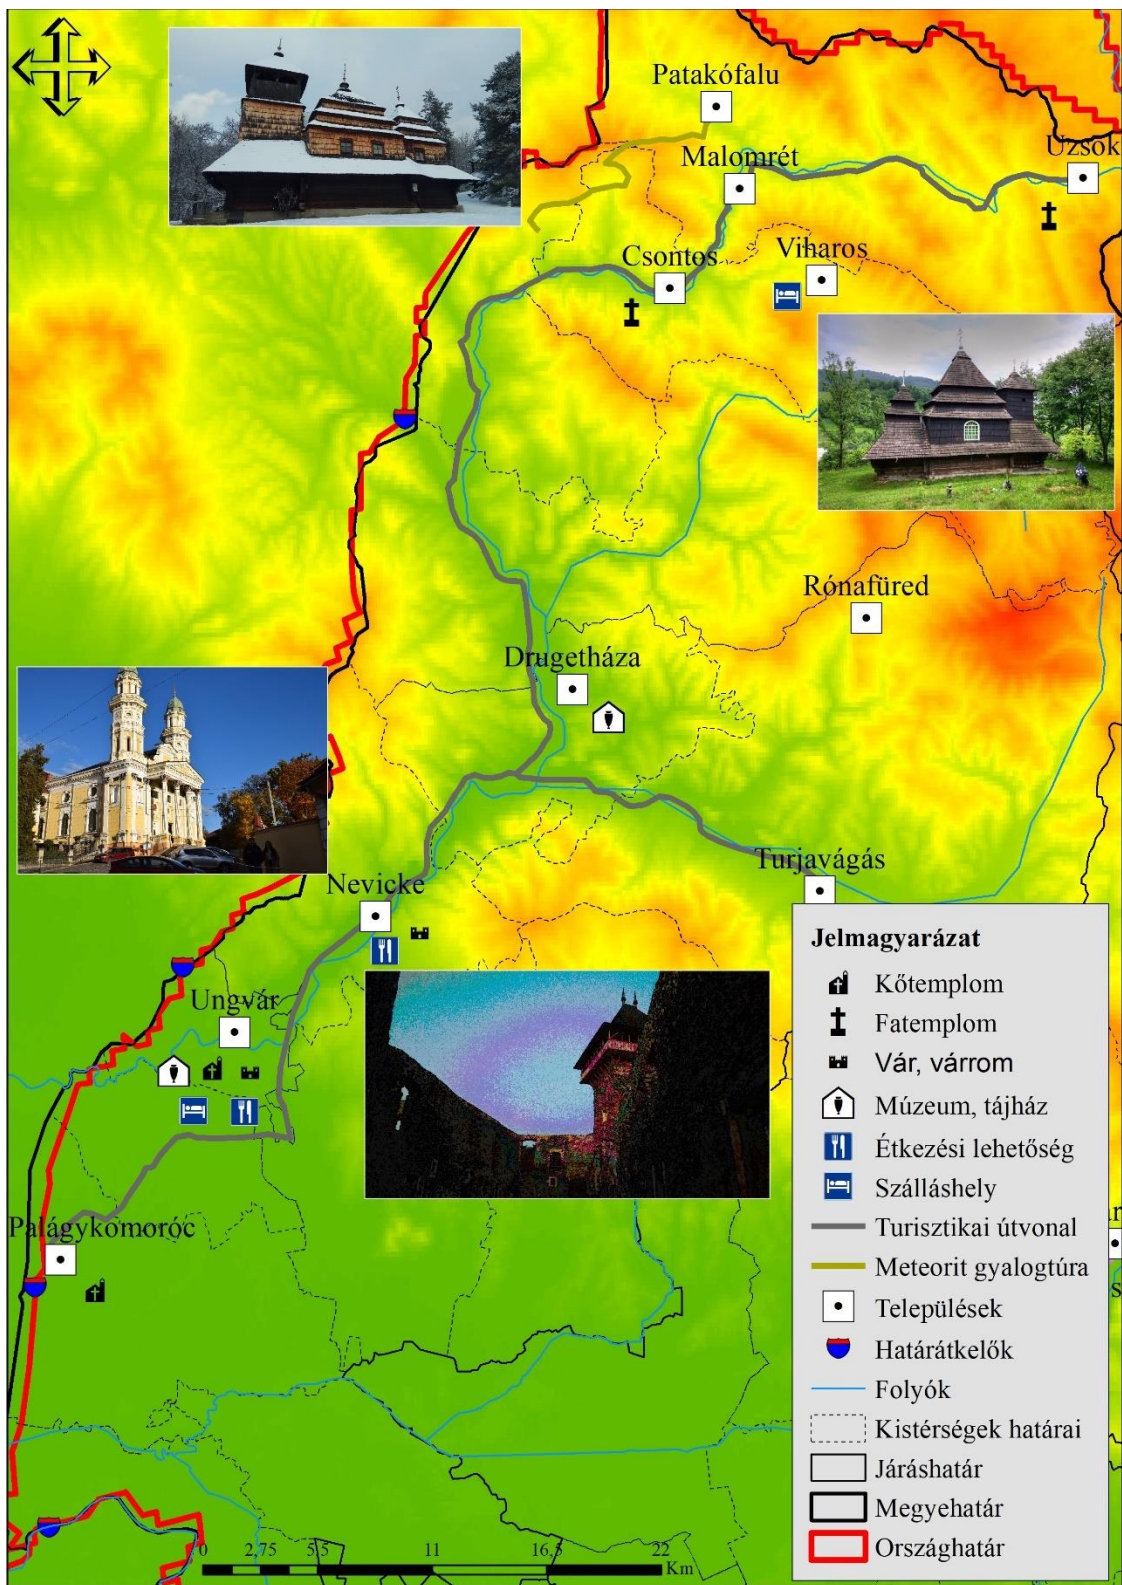 Patakófalu
Malomrét
Uzsok
Csontos
Viharos
Rónafüred
Drugetháza
Turjavágás
Nevicke
Ungvár
Palágykomoróc
ar
s
Jelmagyarázat
Kőtemplom
Fatemplom
Vár, várrom
Múzeum, tájház
Étkezési lehetőség
Szálláshely
Turisztikai útvonal
Meteorit gyalogtúra
Települések
Határátkelők
Folyók
Kistérségek határai
Járáshatár
Megyehatár
Országhatár
0 2,75 5,5 11 16,5 22
Km